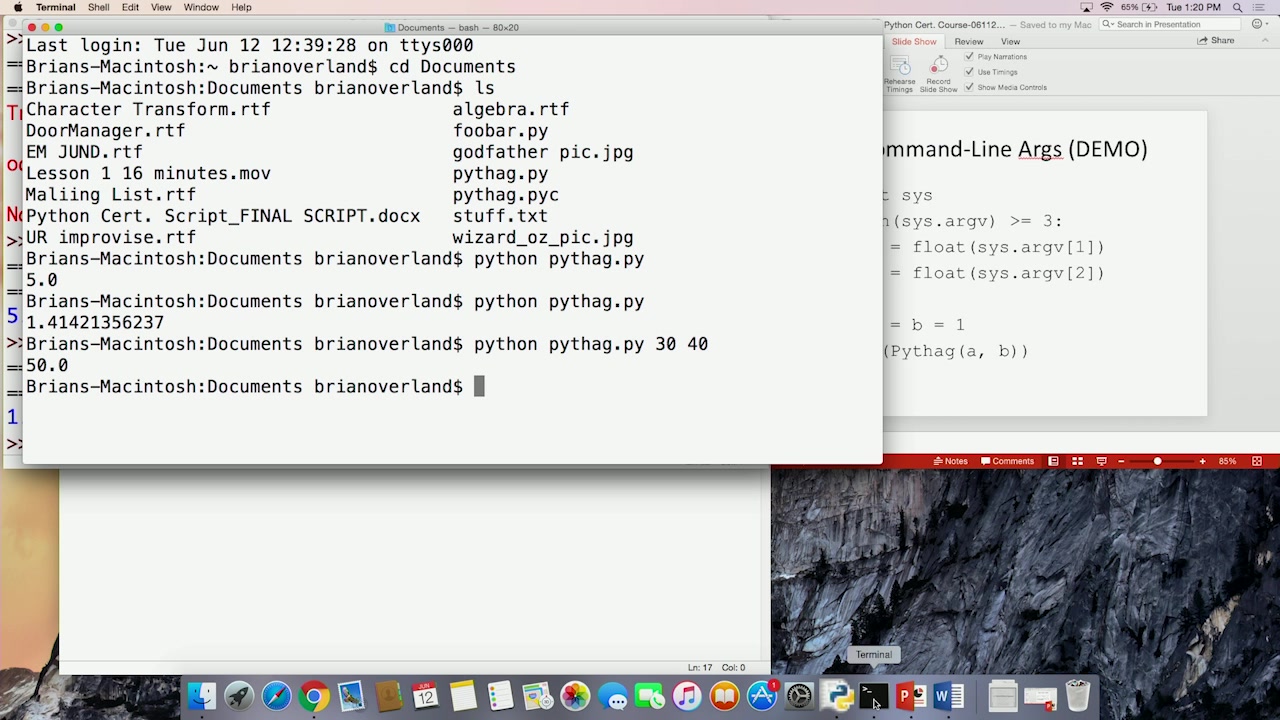 Terminal Shell Edit View Window Help
65% Tue 1:20 PM
Documents — bash — 80×20
Last login: Tue Jun 12 12:39:28 on ttys000
Brians-Macintosh:~ brianoverland$ cd Documents
Brians-Macintosh:Documents brianoverland$ ls
Character Transform.rtf algebra.rtf
DoorManager.rtf foobar.py
EM JUND.rtf godfather pic.jpg
Lesson 1 16 minutes.mov pythag.py
Maliing List.rtf pythag.pyc
Python Cert. Script_FINAL SCRIPT.docx stuff.txt
UR improvise.rtf wizard_oz_pic.jpg
Brians-Macintosh:Documents brianoverland$ python pythag.py
5.0
Brians-Macintosh:Documents brianoverland$ python pythag.py
1.41421356237
Brians-Macintosh:Documents brianoverland$ python pythag.py 30 40
50.0
Brians-Macintosh:Documents brianoverland$
Python Cert. Course-06112... — Saved to my Mac
Search in Presentation
Slide Show Review View
Share
Rehearse Timings
Record Slide Show
Play Narrations
Use Timings
Show Media Controls
mmand-Line Args (DEMO)
t sys
n(sys.argv) >= 3:
= float(sys.argv[1])
= float(sys.argv[2])
= b = 1
(Pythag(a, b))
Notes Comments 85%
>>
==
==
>>
==
5
>>
==
==
1
>>
Ln: 17 Col: 0
Terminal
JUN
12
1